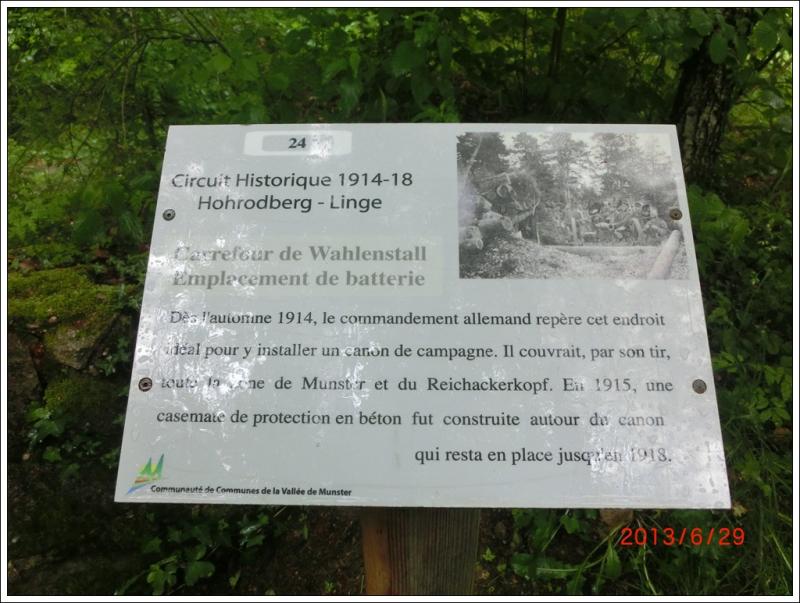 24
Circuit Historique 1914-18
Hohrodberg - Linge
Carrefour de Wahlenstall
Emplacement de batterie
Dès l'automne 1914, le commandement allemand repère cet endroit
idéal pour y installer un canon de campagne. Il couvrait, par son tir,
toute la zone de Munster et du Reichackerkopf. En 1915, une
casemate de protection en béton fut construite autour du canon
qui resta en place jusqu'en 1918.
Communauté de Communes de la Vallée de Munster
2013/6/29